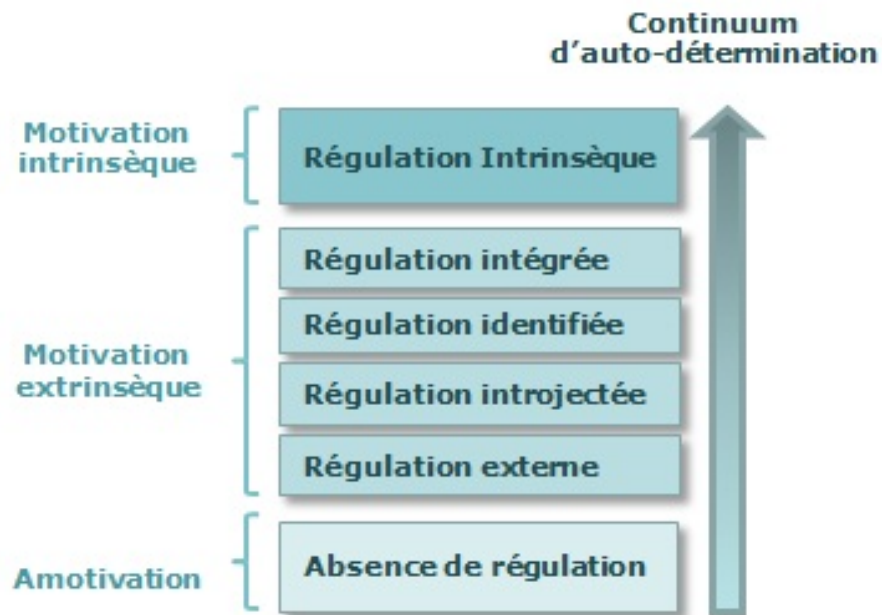 Continuum
d'auto-détermination
Motivation
intrinsèque
Régulation Intrinsèque
Régulation intégrée
Régulation identifiée
Motivation
extrinsèque
Régulation introjectée
Régulation externe
Amotivation
Absence de régulation